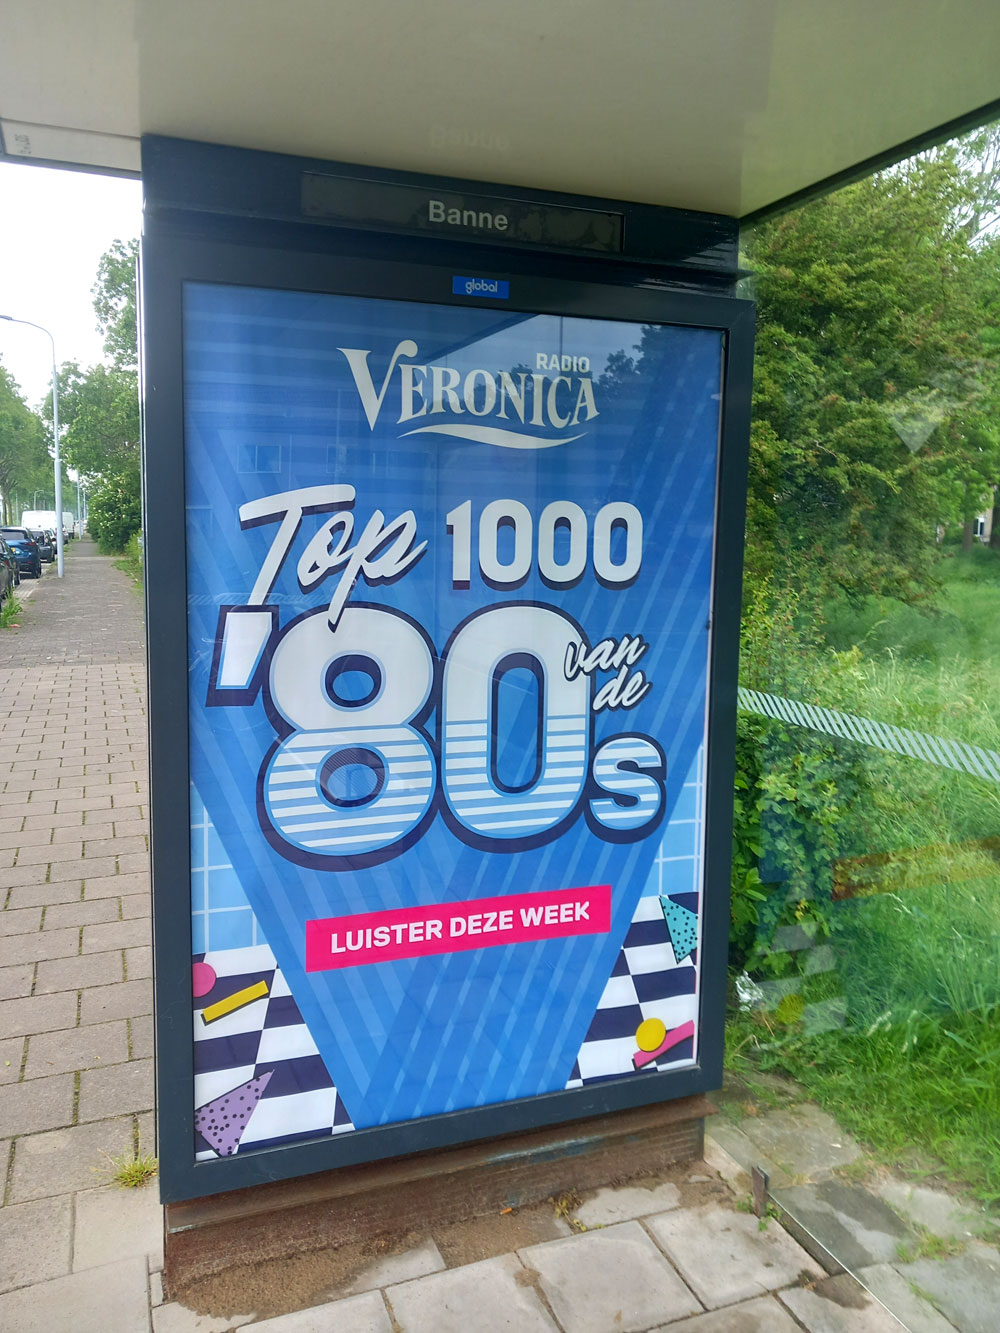 Banne
global
RADIO
VERONICA
Top 1000
van de
'80s
LUISTER DEZE WEEK